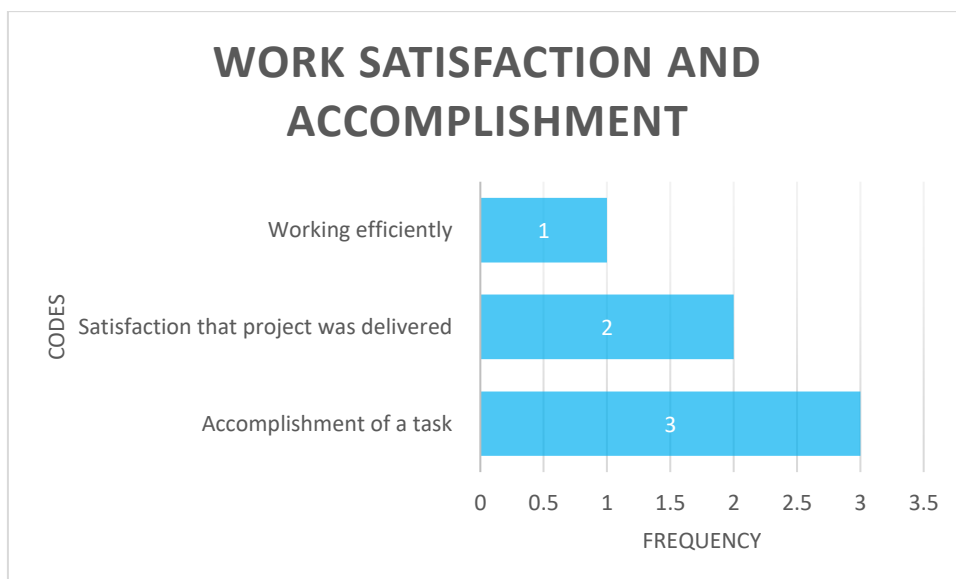 WORK SATISFACTION AND
ACCOMPLISHMENT
CODES
Working efficiently
1
Satisfaction that project was delivered
2
Accomplishment of a task
3
0 0.5 1 1.5 2 2.5 3 3.5
FREQUENCY